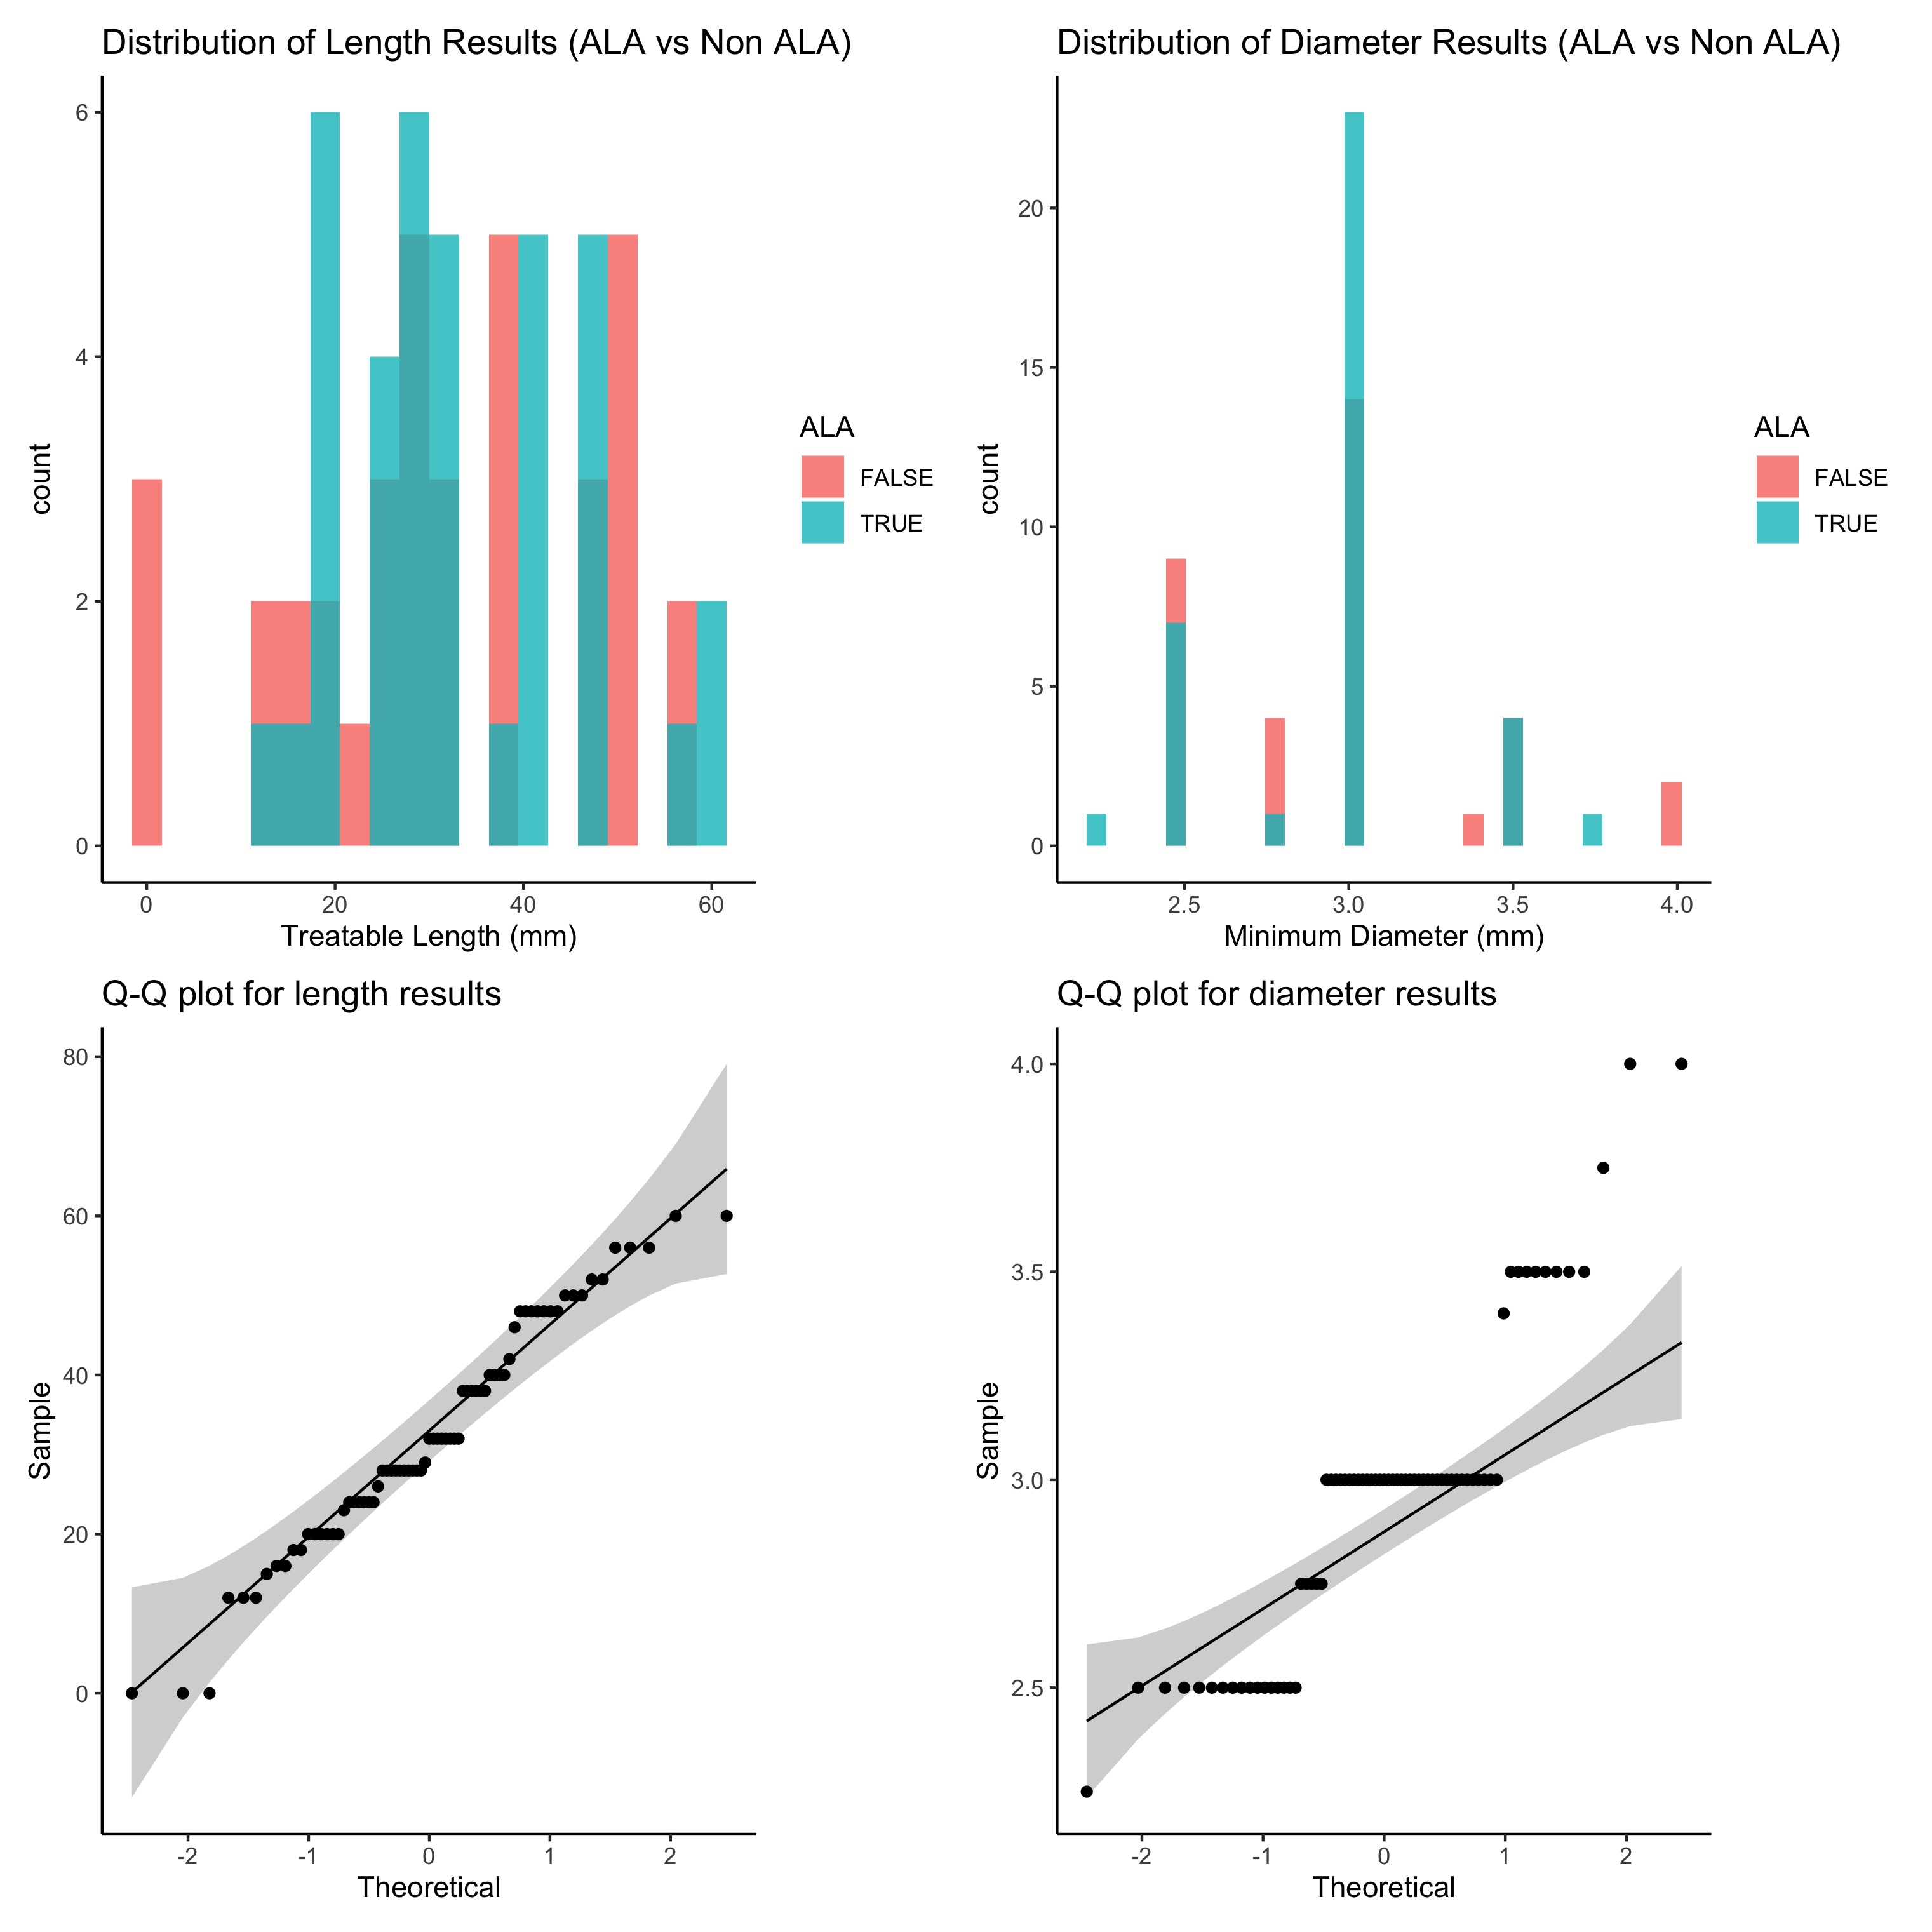 Distribution of Length Results (ALA vs Non ALA)
6
4
2
0
count
0 20 40 60
Treatable Length (mm)
ALA
FALSE
TRUE
Distribution of Diameter Results (ALA vs Non ALA)
20
15
10
5
0
count
2.5 3.0 3.5 4.0
Minimum Diameter (mm)
ALA
FALSE
TRUE
Q-Q plot for length results
80
60
40
20
0
Sample
-2 -1 0 1 2
Theoretical
Q-Q plot for diameter results
4.0
3.5
3.0
2.5
Sample
-2 -1 0 1 2
Theoretical